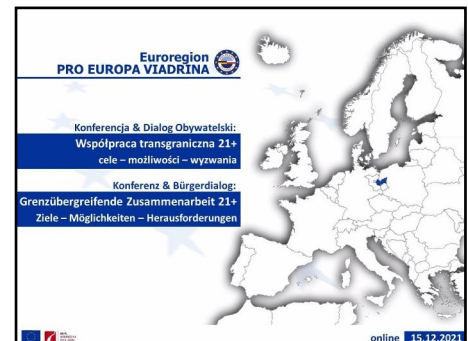 Euroregion
PRO EUROPA VIADRINA
Konferencja & Dialog Obywatelski:
Współpraca transgraniczna 21+
cele – możliwości – wyzwania
Konferenz & Bürgerdialog:
Grenzübergreifende Zusammenarbeit 21+
Ziele – Möglichkeiten – Herausforderungen
online 15.12.2021